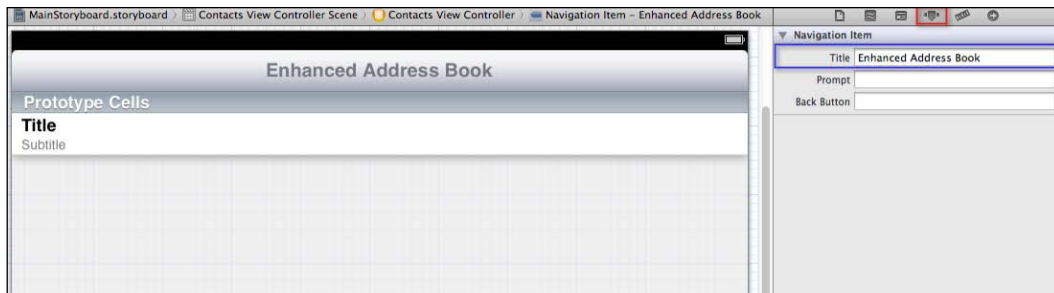 MainStoryboard.storyboard Contacts View Controller Scene Contacts View Controller Navigation Item – Enhanced Address Book
Enhanced Address Book
Prototype Cells
Title
Subtitle
Navigation Item
Title Enhanced Address Book
Prompt
Back Button